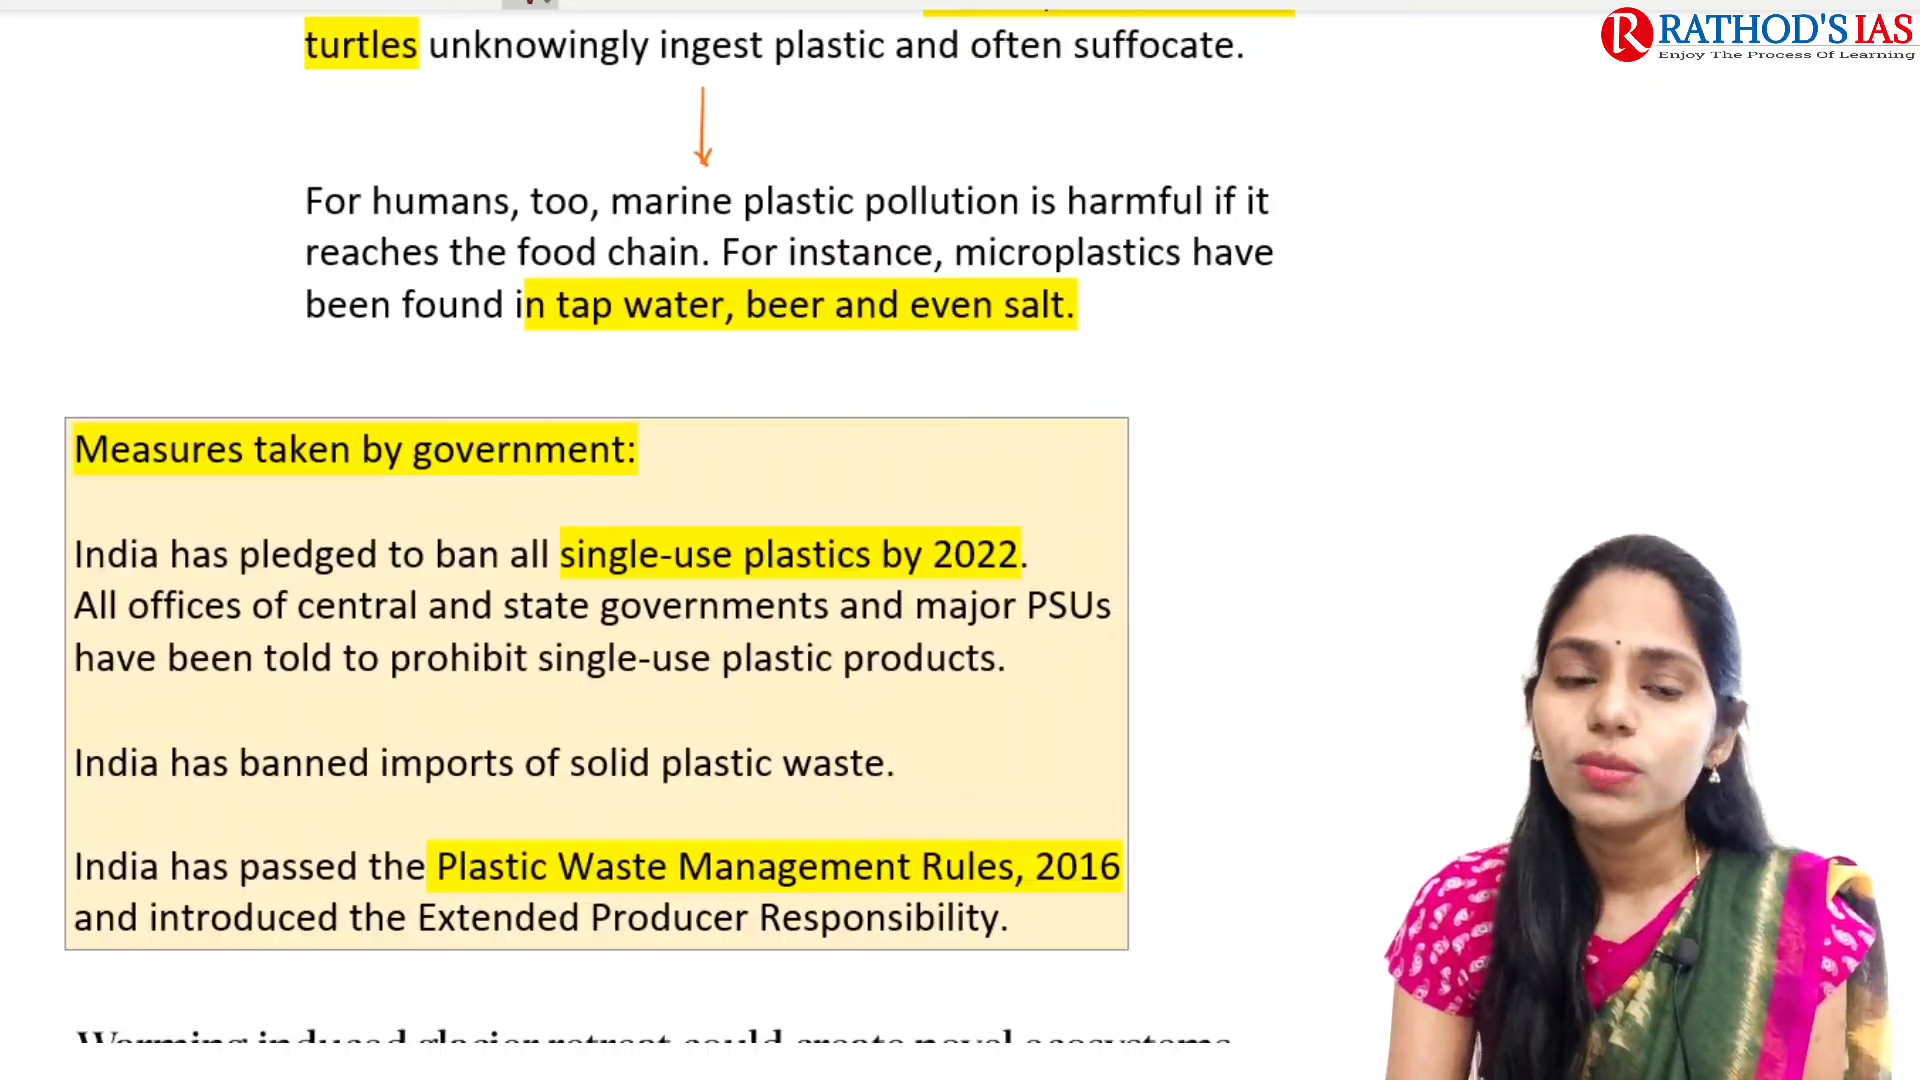 RATHOD'S IAS
Enjoy The Process Of Learning
turtles unknowingly ingest plastic and often suffocate.
For humans, too, marine plastic pollution is harmful if it
reaches the food chain. For instance, microplastics have
been found in tap water, beer and even salt.
Measures taken by government:
India has pledged to ban all single-use plastics by 2022.
All offices of central and state governments and major PSUs
have been told to prohibit single-use plastic products.
India has banned imports of solid plastic waste.
India has passed the Plastic Waste Management Rules, 2016
and introduced the Extended Producer Responsibility.
Warming induced glacier retreat could create novel ecosystems